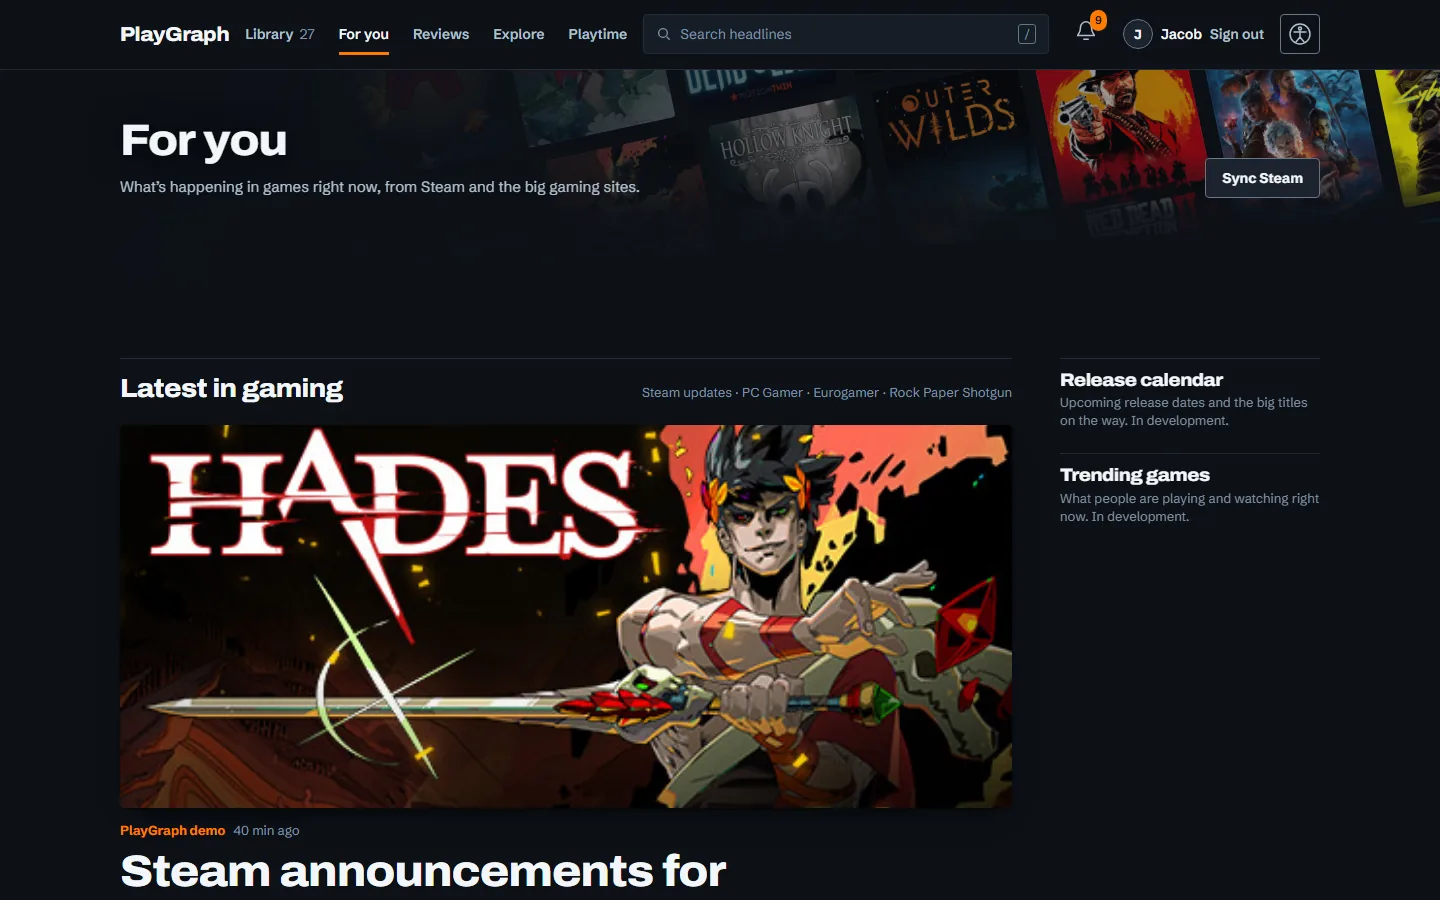 PlayGraph Library 27 For you Reviews Explore Playtime Search headlines / 9 J Jacob Sign out
OUTER
WILDS
HOLLOW KNIGHT
For you
What’s happening in games right now, from Steam and the big gaming sites.
Sync Steam
RED DEAD
Latest in gaming
Steam updates · PC Gamer · Eurogamer · Rock Paper Shotgun
HADES
PlayGraph demo 40 min ago
Steam announcements for
Release calendar
Upcoming release dates and the big titles
on the way. In development.
Trending games
What people are playing and watching right
now. In development.